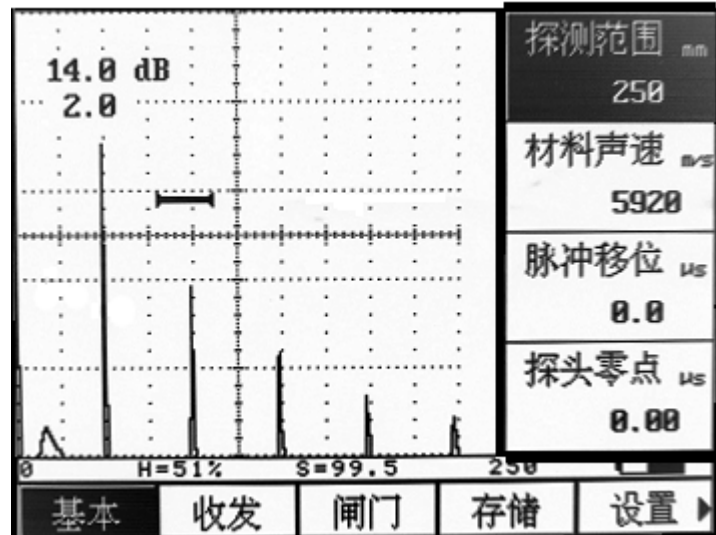 14.0 dB
2.0
探测范围 mm
250
材料声速 m/s
5920
脉冲移位 μs
0.0
探头零点 μs
0.00
0 H=51% S=99.5 250
基本 收发 闸门 存储 设置